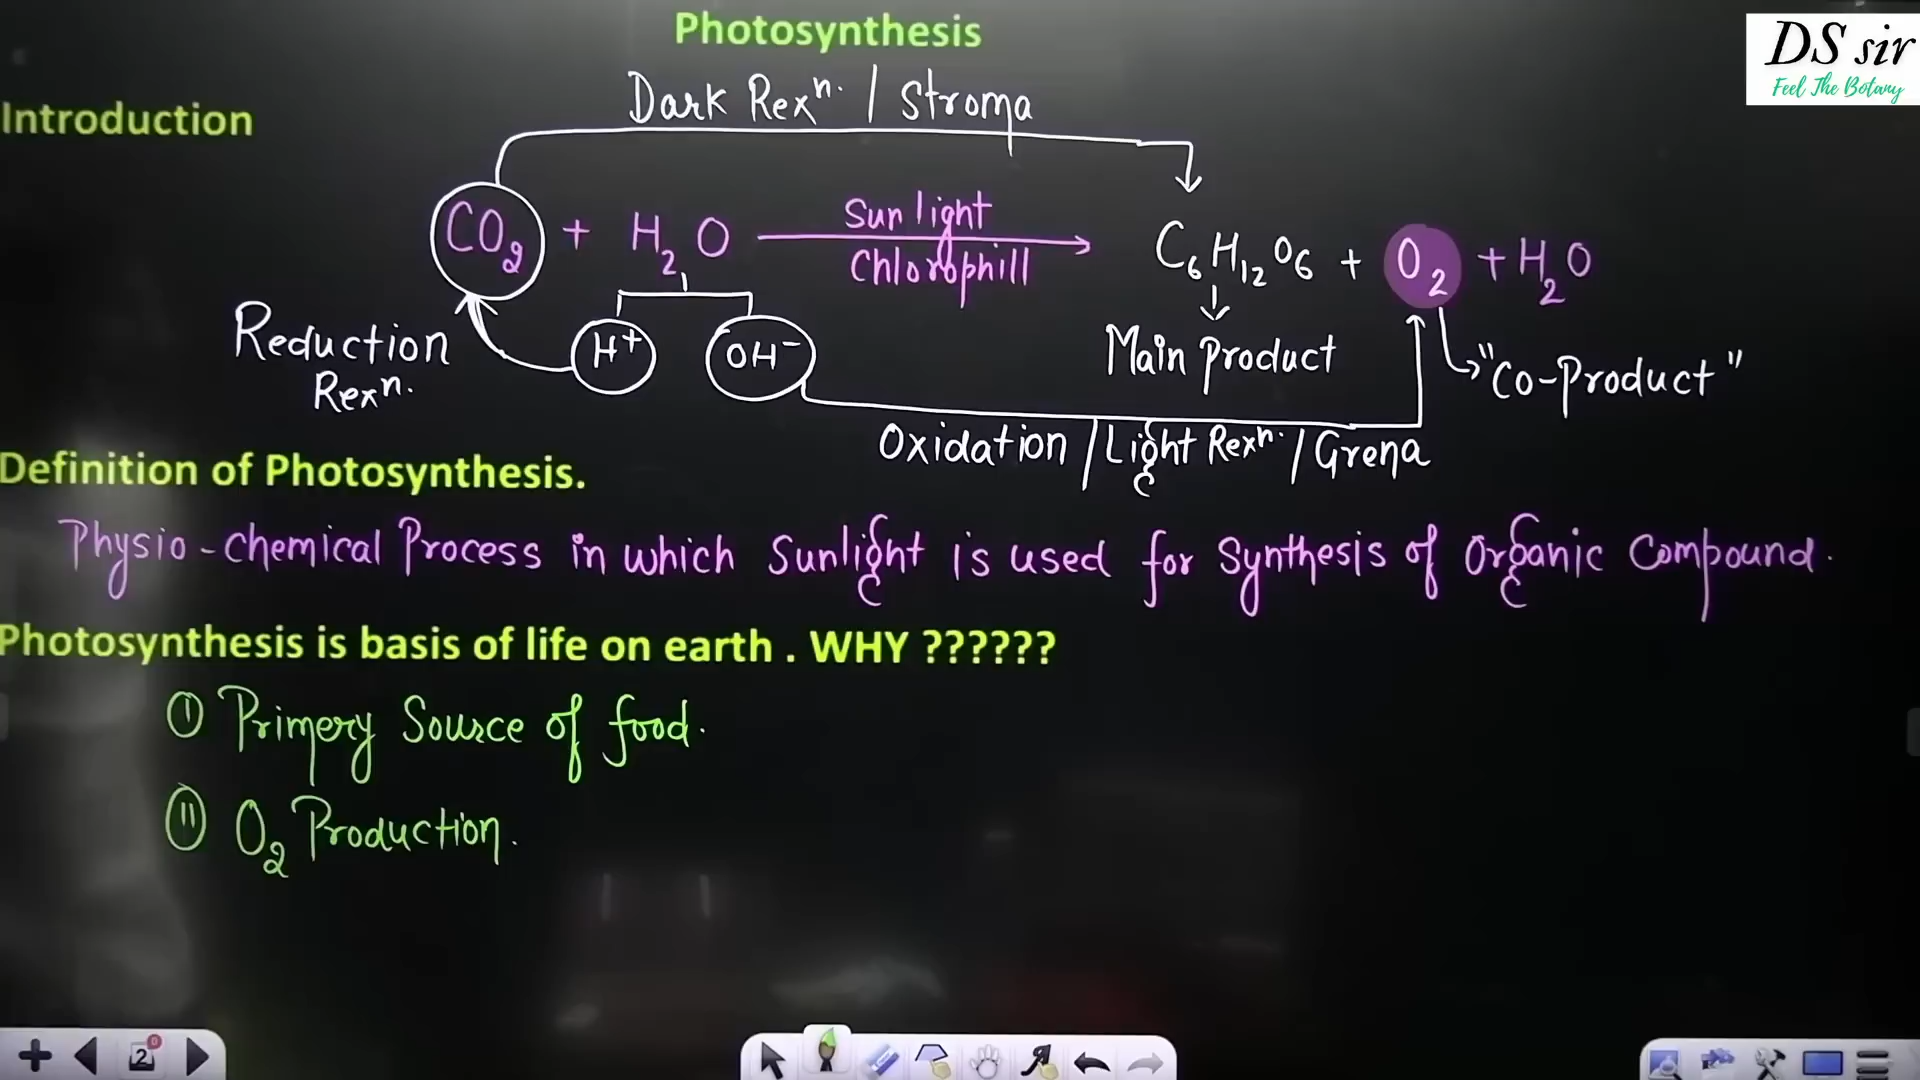 Photosynthesis
DS sir
Feel The Botany
Dark Rexn. / Stroma
Introduction
CO2 + H2O Sunlight Chlorophill C6H12O6 + O2 + H2O
H+ OH-
Reduction Rexn.
Main product
"Co-Product"
Oxidation / Light Rexn. / Grena
Definition of Photosynthesis.
Physio-chemical Process in which Sunlight is used for Synthesis of Organic Compound.
Photosynthesis is basis of life on earth . WHY ??????
(I) Primery Source of food.
(II) O2 Production.
2
0